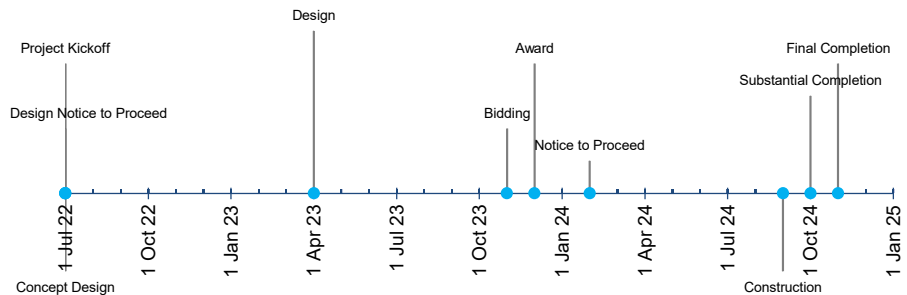 Design
Project Kickoff
Award
Final Completion
Substantial Completion
Design Notice to Proceed
Bidding
Notice to Proceed
1 Jul 22
1 Oct 22
1 Jan 23
1 Apr 23
1 Jul 23
1 Oct 23
1 Jan 24
1 Apr 24
1 Jul 24
1 Oct 24
1 Jan 25
Concept Design
Construction